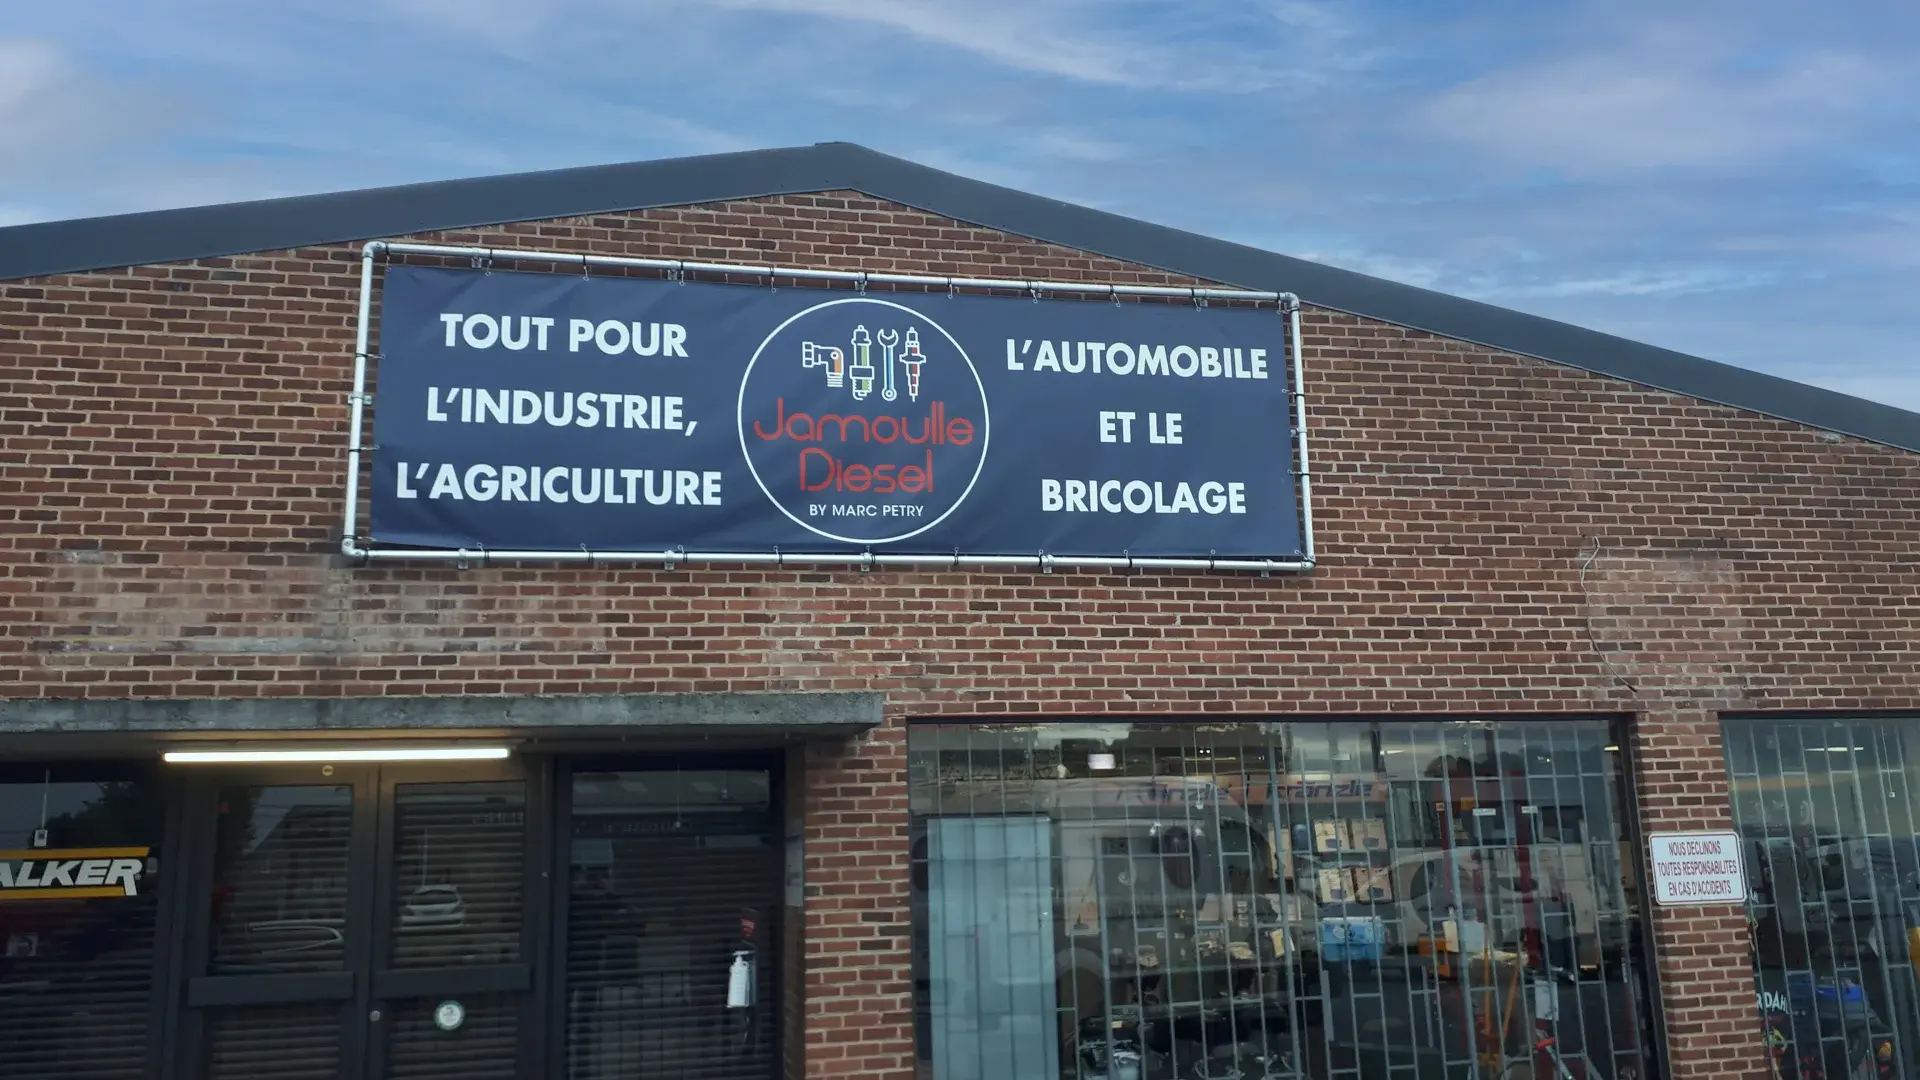 TOUT POUR
L'INDUSTRIE,
L'AGRICULTURE
Jamoulle
Diesel
BY MARC PETRY
L'AUTOMOBILE
ET LE
BRICOLAGE
ALKER
NOUS DECLINONS
TOUTES RESPONSABILITES
EN CAS D'ACCIDENTS